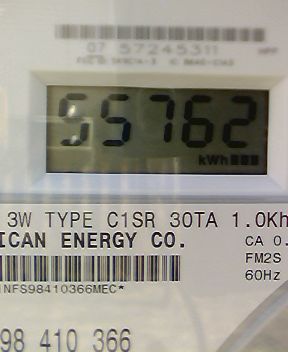 07 57245311
55762
kWh
3W TYPE C1SR 30TA 1.0Kh
ICAN ENERGY CO.
CA 0.
FM2S
60Hz
NFS98410366MEC*
98 410 366